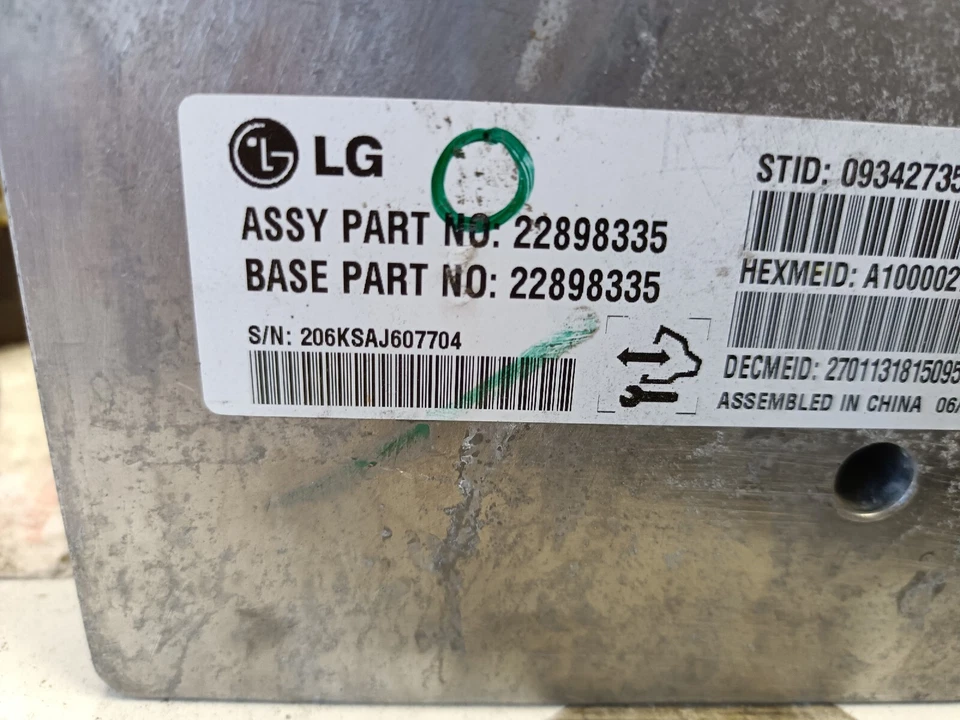 LG
ASSY PART NO: 22898335
BASE PART NO: 22898335
S/N: 206KSAJ607704
STID: 09342735
HEXMEID: A1000002
DECMEID: 2701131815095
ASSEMBLED IN CHINA 06/